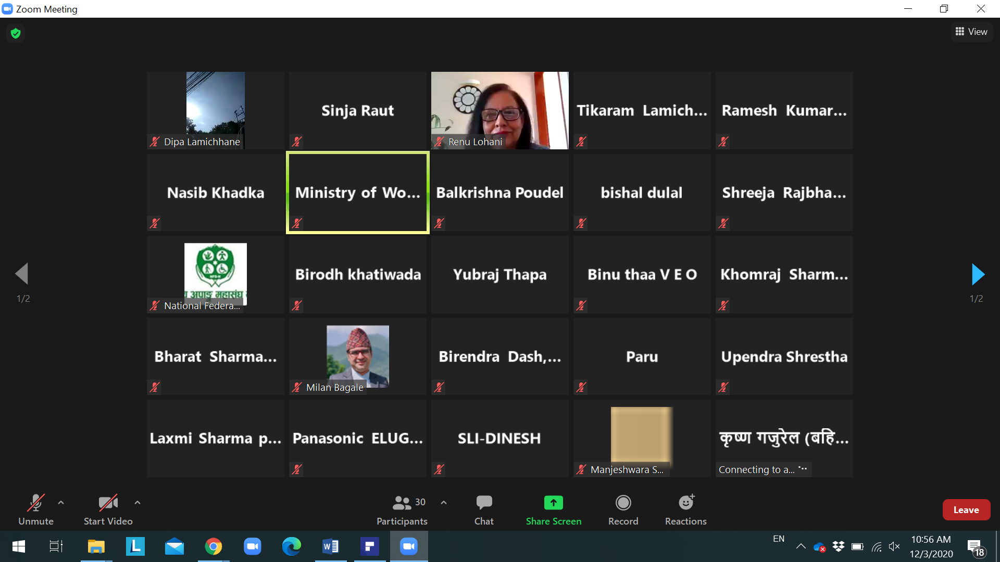 Zoom Meeting
View
Dipa Lamichhane
Sinja Raut
Renu Lohani
Tikaram Lamich...
Ramesh Kumar...
Nasib Khadka
Ministry of Wo...
Balkrishna Poudel
bishal dulal
Shreeja Rajbha...
अपाङ्ग महासंघ
National Federa...
Birodh khatiwada
Yubraj Thapa
Binu thaa V E O
Khomraj Sharm...
1/2
1/2
Bharat Sharma...
Milan Bagale
Birendra Dash,...
Paru
Upendra Shrestha
Laxmi Sharma p...
Panasonic ELUG...
SLI-DINESH
Manjeshwara S...
कृष्ण गजुरेल (बहि...
Connecting to a...
Unmute
Start Video
30
Participants
Chat
Share Screen
Record
Reactions
Leave
EN
10:56 AM
12/3/2020
18